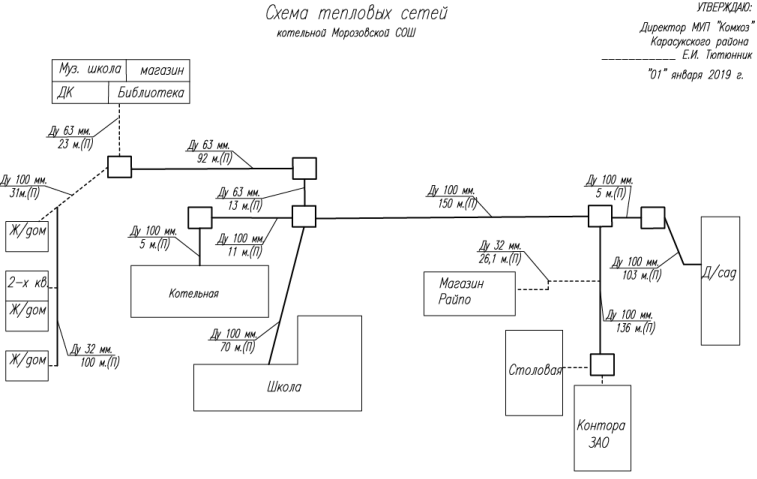 Схема тепловых сетей
котельной Морозовской СОШ
УТВЕРЖДАЮ:
Директор МУП "Комхоз"
Карасукского района
____________ Е.И. Тютюнник
"01" января 2019 г.
Муз. школа магазин
ДК Библиотека
Ду 63 мм.
23 м.(П)
Ду 63 мм.
92 м.(П)
Ду 100 мм.
31м.(П)
Ду 63 мм.
13 м.(П)
Ду 100 мм.
150 м.(П)
Ду 100 мм.
5 м.(П)
Ж/дом
Ду 100 мм.
5 м.(П)
Ду 100 мм.
11 м.(П)
Ду 32 мм.
26,1 м.(П)
Ду 100 мм.
103 м.(П)
Д/сад
2-х кв.
Ж/дом
Котельная
Магазин
Райпо
Ду 100 мм.
136 м.(П)
Ду 100 мм.
70 м.(П)
Ду 32 мм.
100 м.(П)
Ж/дом
Школа
Столовая
Контора
ЗАО